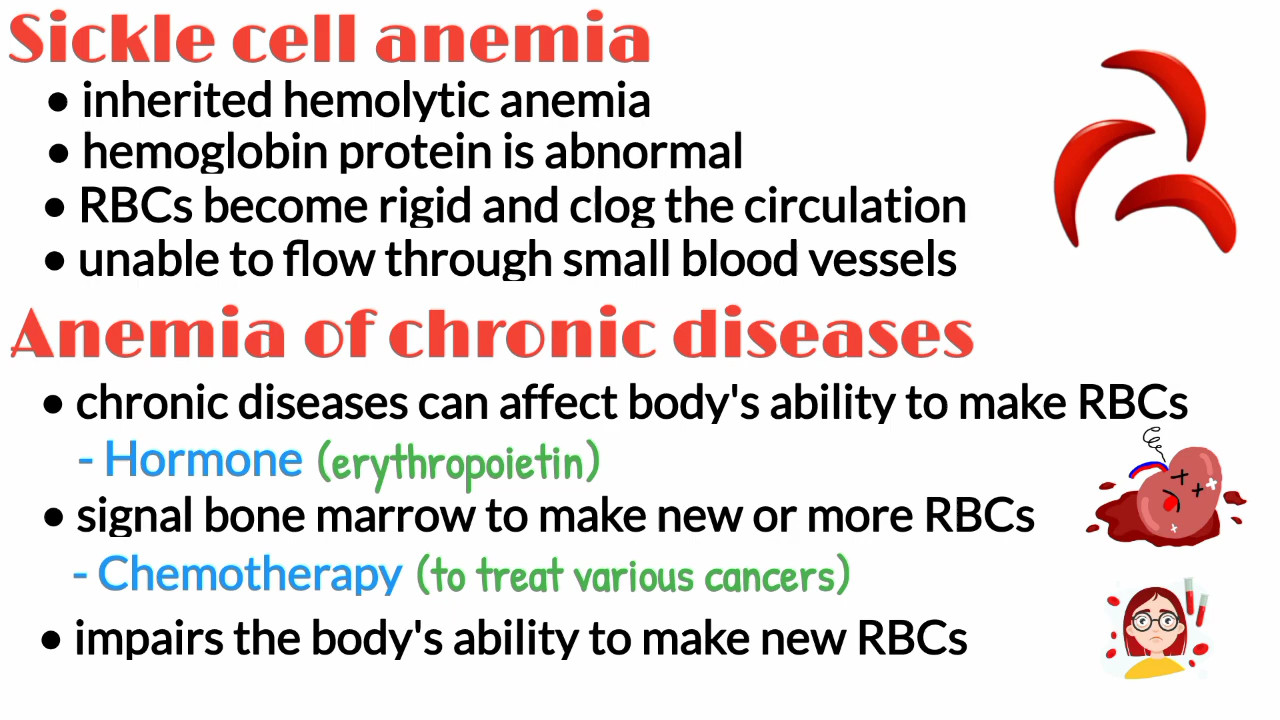 Sickle cell anemia
• inherited hemolytic anemia
• hemoglobin protein is abnormal
• RBCs become rigid and clog the circulation
• unable to flow through small blood vessels
Anemia of chronic diseases
• chronic diseases can affect body's ability to make RBCs
- Hormone (erythropoietin)
• signal bone marrow to make new or more RBCs
- Chemotherapy (to treat various cancers)
• impairs the body's ability to make new RBCs